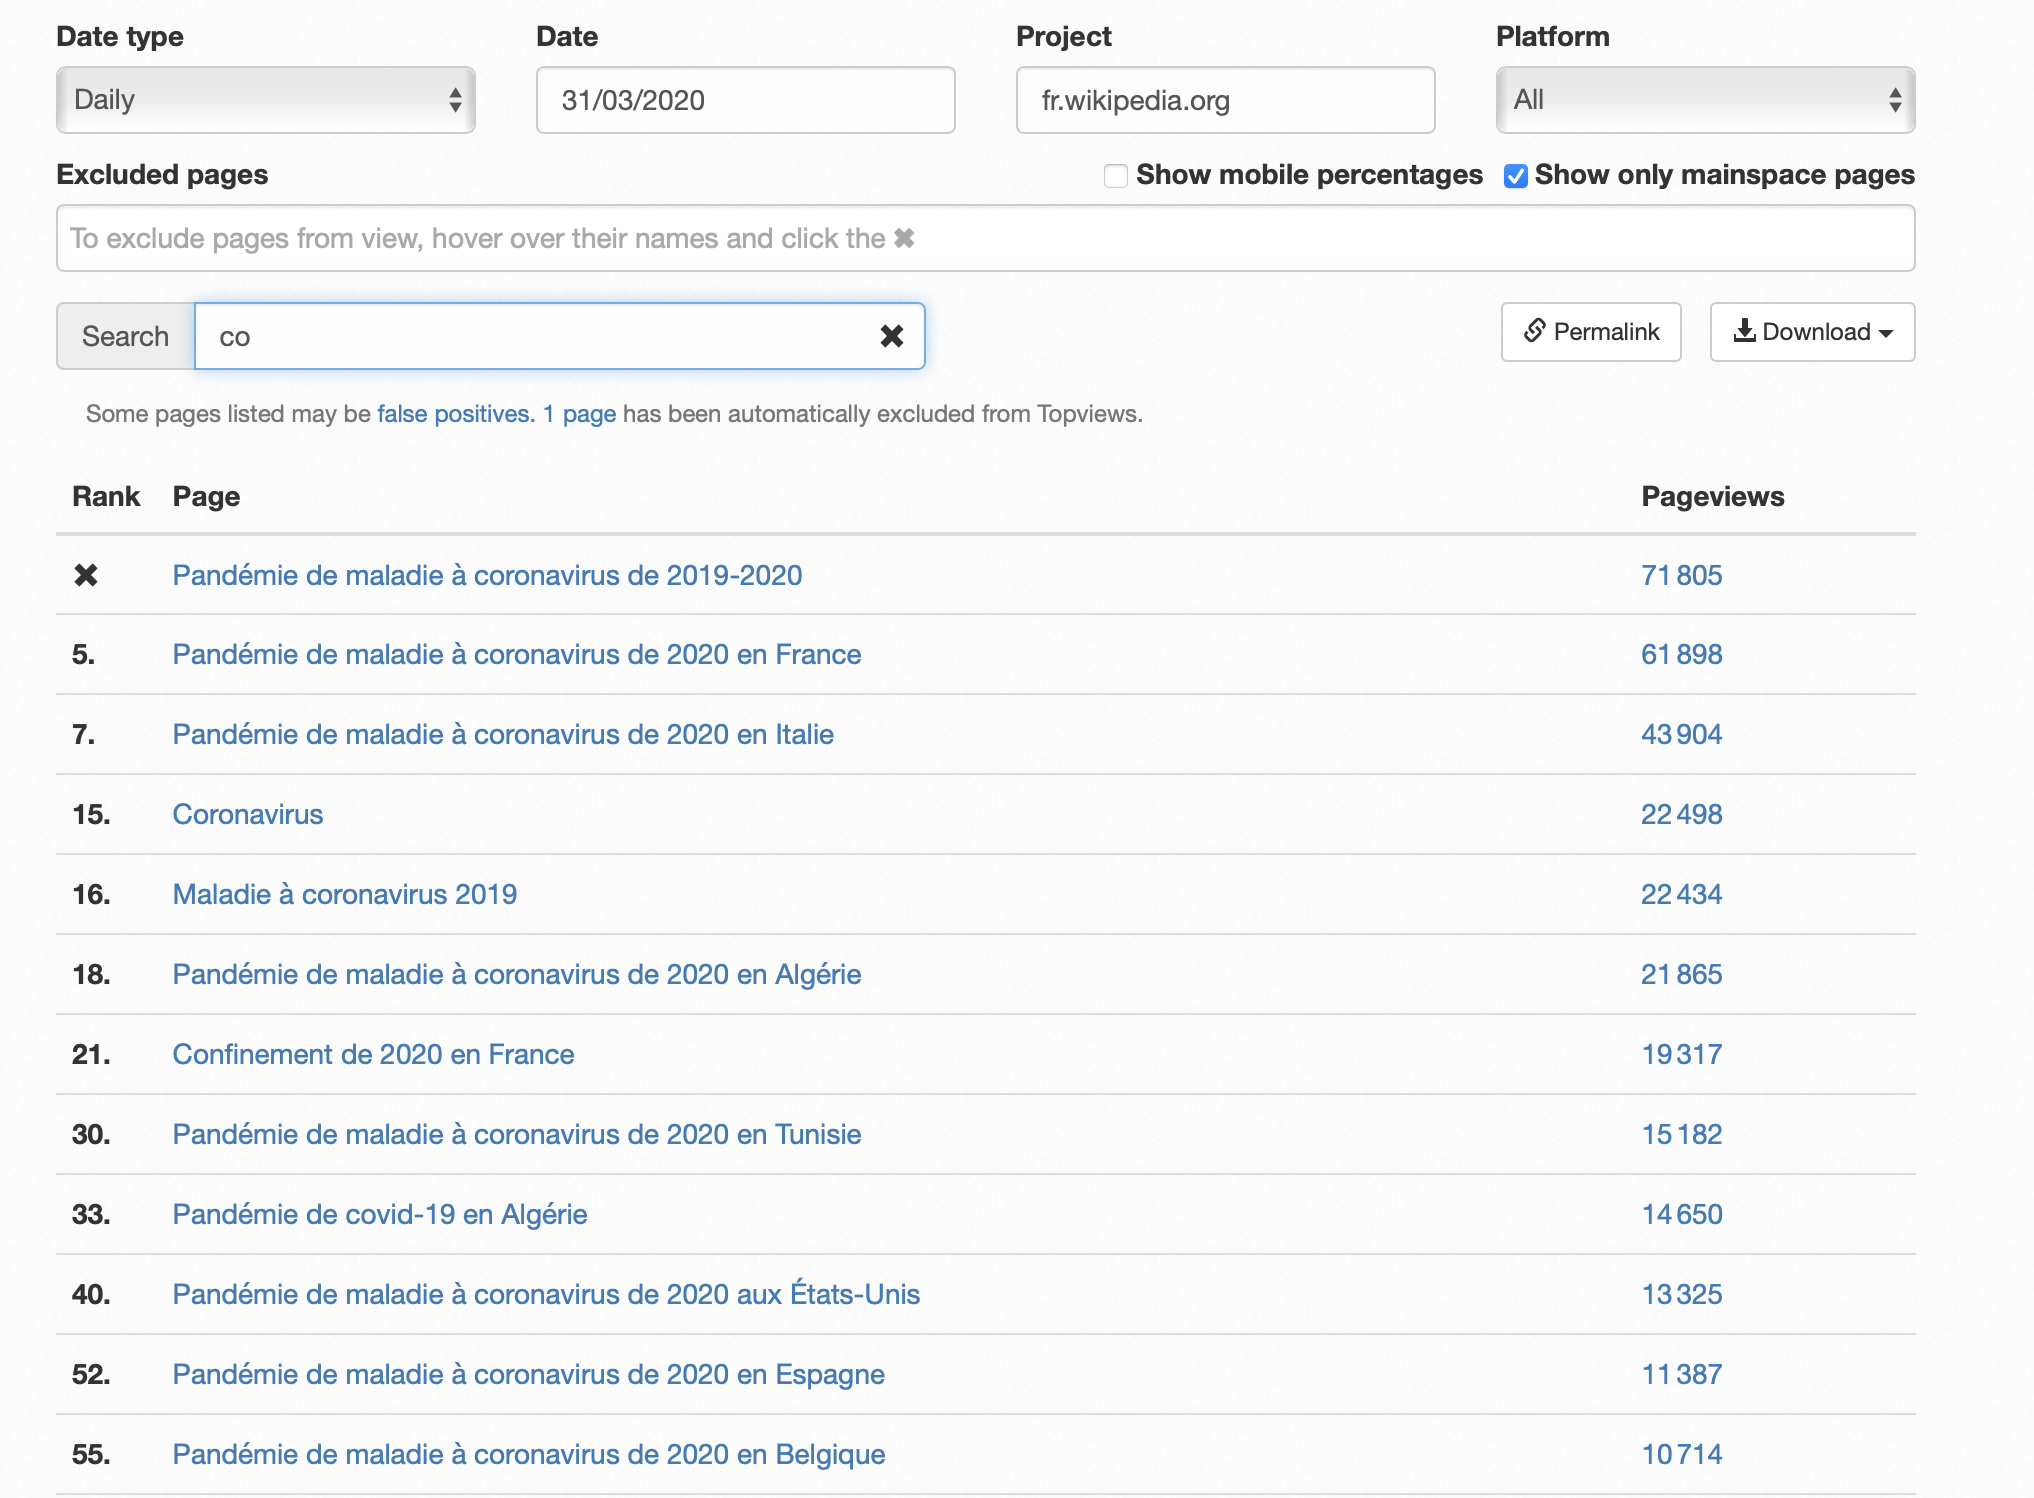 Date type Date Project Platform
Daily 31/03/2020 fr.wikipedia.org All
Excluded pages Show mobile percentages Show only mainspace pages
To exclude pages from view, hover over their names and click the ✖
Search co ✖ Permalink Download
Some pages listed may be false positives. 1 page has been automatically excluded from Topviews.
Rank Page Pageviews
✖ Pandémie de maladie à coronavirus de 2019-2020 71 805
5. Pandémie de maladie à coronavirus de 2020 en France 61 898
7. Pandémie de maladie à coronavirus de 2020 en Italie 43 904
15. Coronavirus 22 498
16. Maladie à coronavirus 2019 22 434
18. Pandémie de maladie à coronavirus de 2020 en Algérie 21 865
21. Confinement de 2020 en France 19 317
30. Pandémie de maladie à coronavirus de 2020 en Tunisie 15 182
33. Pandémie de covid-19 en Algérie 14 650
40. Pandémie de maladie à coronavirus de 2020 aux États-Unis 13 325
52. Pandémie de maladie à coronavirus de 2020 en Espagne 11 387
55. Pandémie de maladie à coronavirus de 2020 en Belgique 10 714